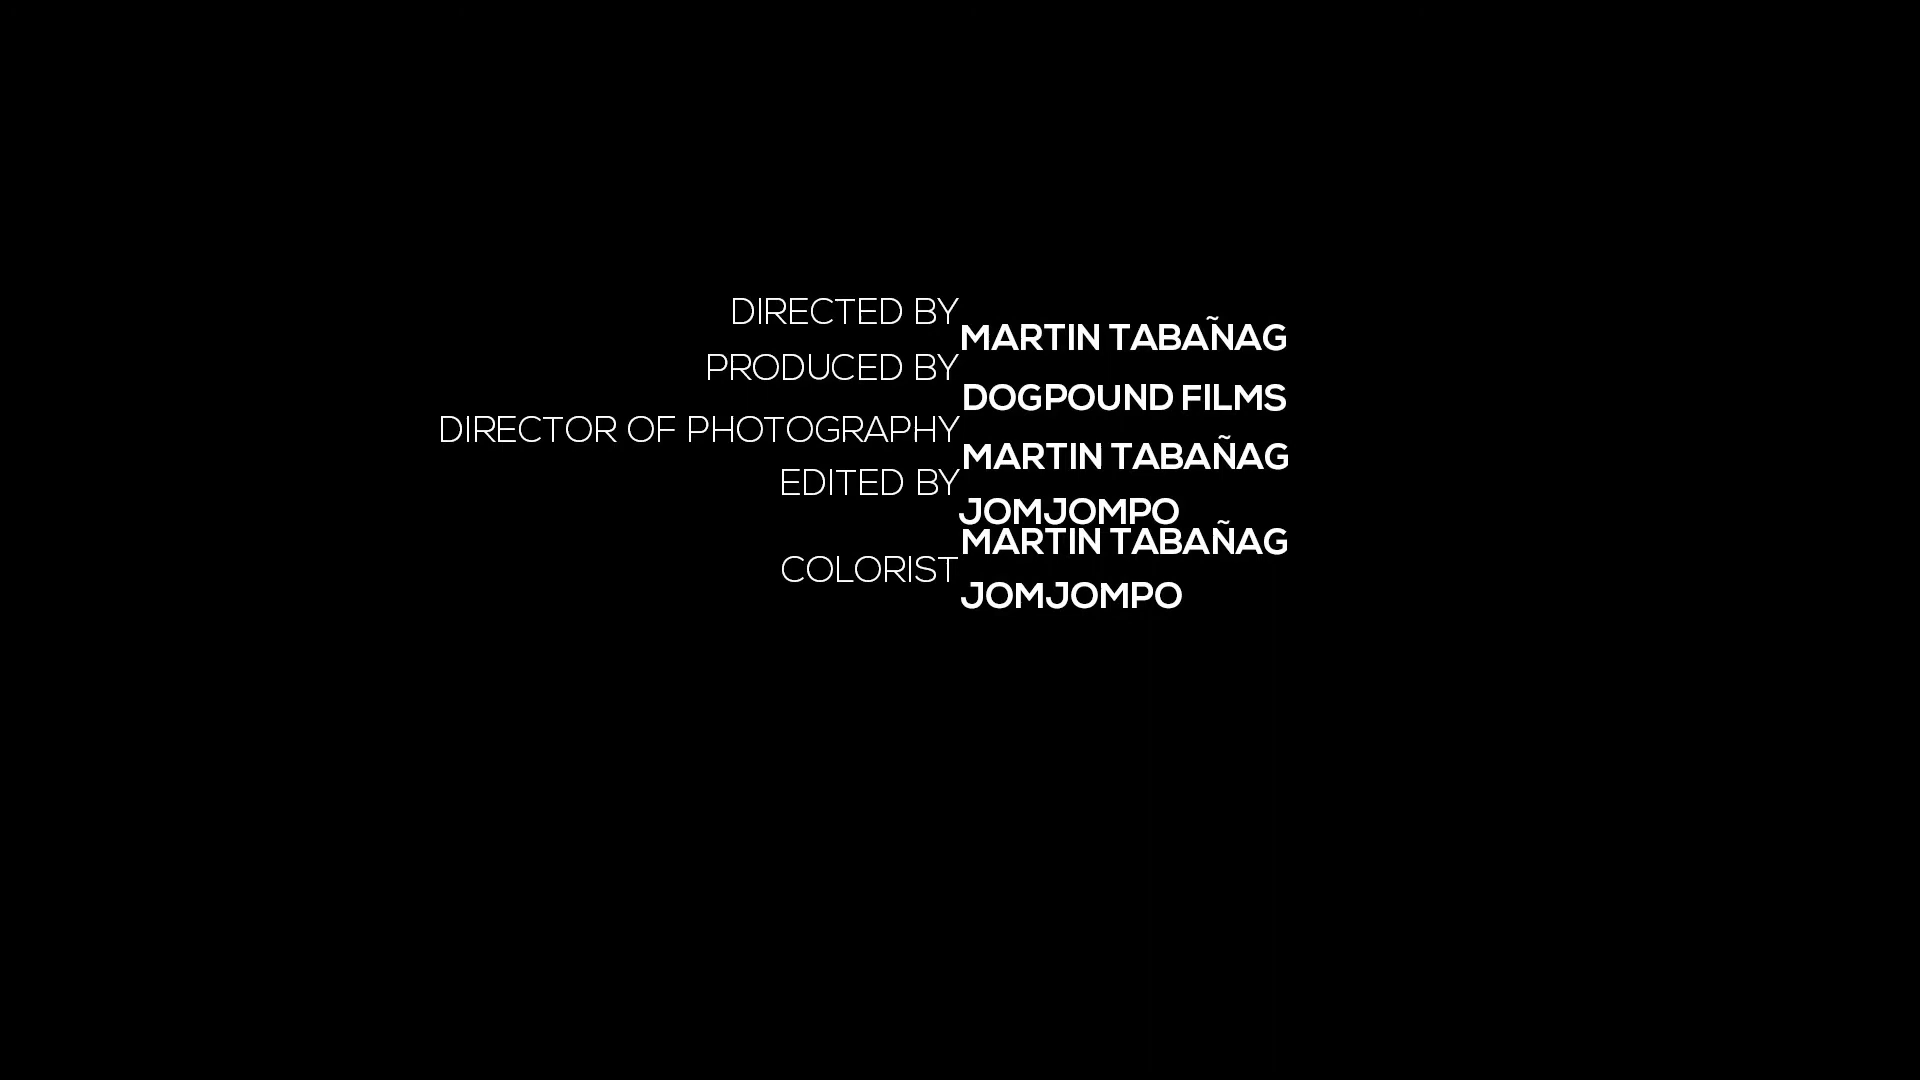 DIRECTED BY
MARTIN TABAÑAG
PRODUCED BY
DOGPOUND FILMS
DIRECTOR OF PHOTOGRAPHY
MARTIN TABAÑAG
EDITED BY
JOMJOMPO
MARTIN TABAÑAG
COLORIST
JOMJOMPO